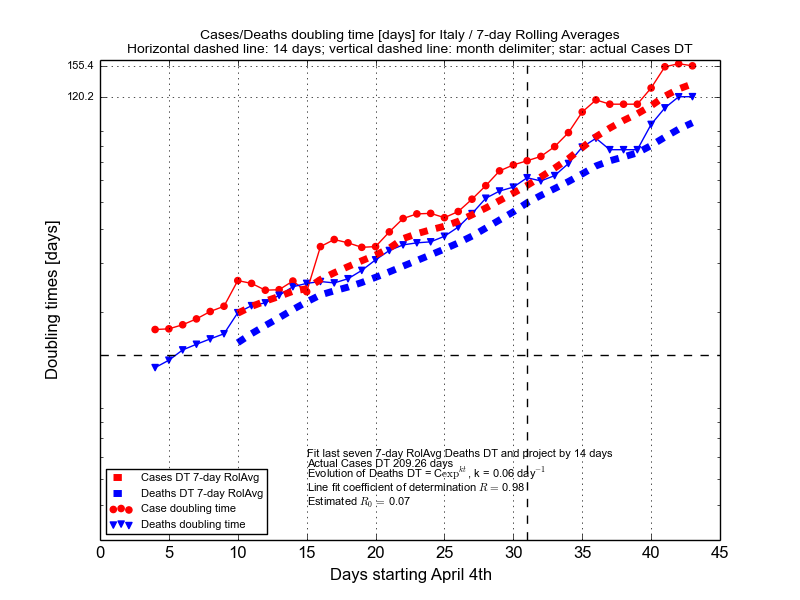 Cases/Deaths doubling time [days] for Italy / 7-day Rolling Averages
Horizontal dashed line: 14 days; vertical dashed line: month delimiter; star: actual Cases DT
155.4
120.2
Doubling times [days]
Fit last seven 7-day RolAvg Deaths DT and project by 14 days
Actual Cases DT 209.26 days
Evolution of Deaths DT = Cexp^{kt}, k = 0.06 day^{-1}
Line fit coefficient of determination R = 0.98
Estimated R_0 = 0.07
Cases DT 7-day RolAvg
Deaths DT 7-day RolAvg
Case doubling time
Deaths doubling time
0 5 10 15 20 25 30 35 40 45
Days starting April 4th